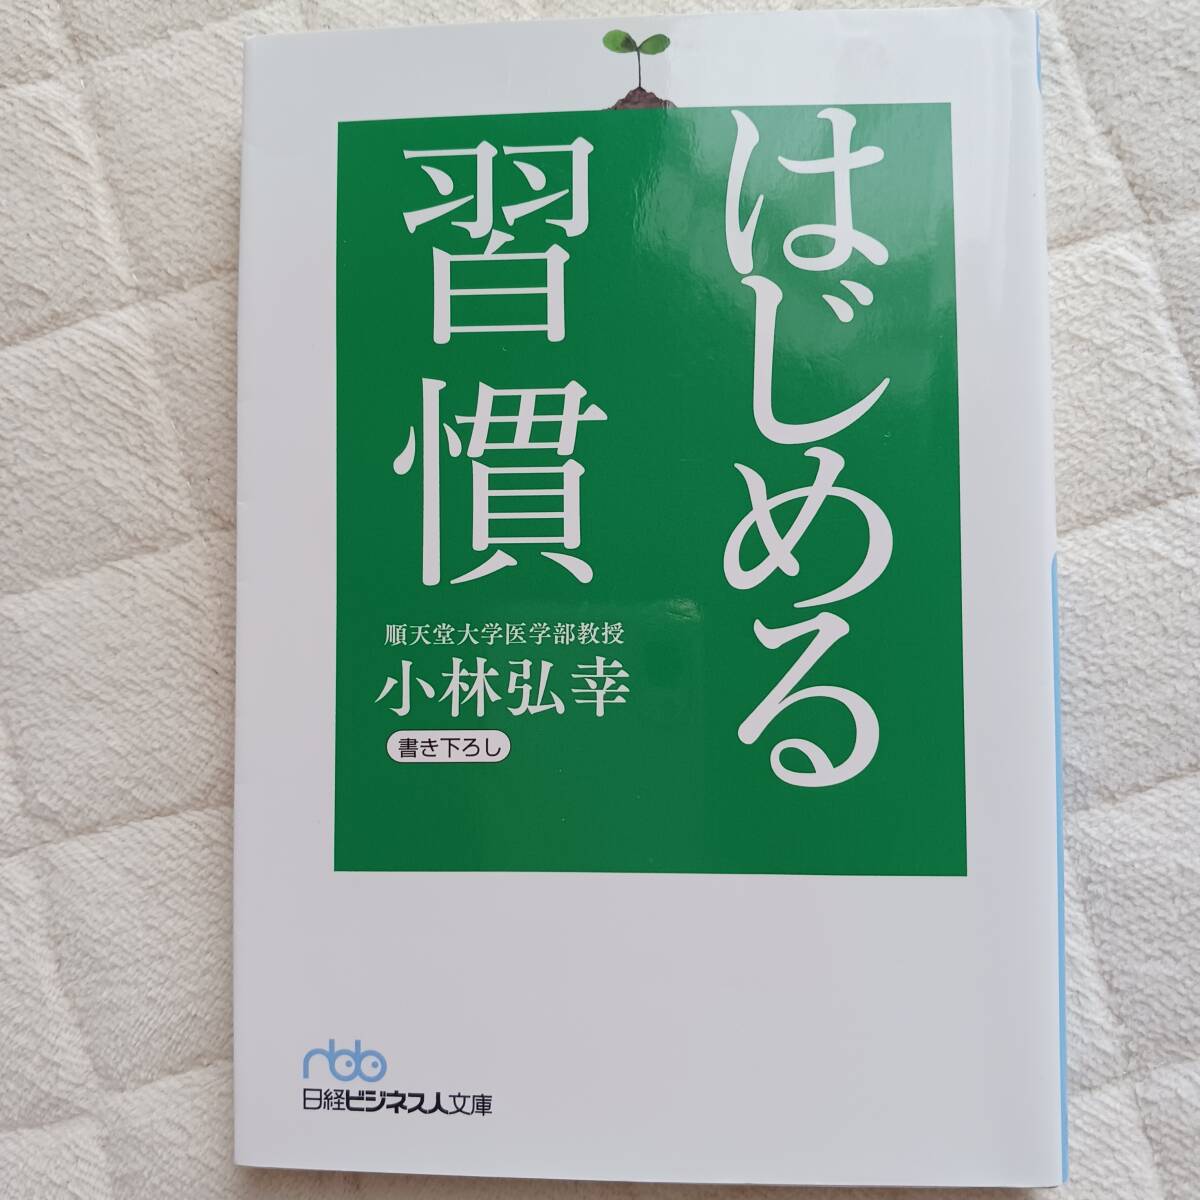 はじめる
習慣
順天堂大学医学部教授
小林弘幸
書き下ろし
nbb
日経ビジネス人文庫